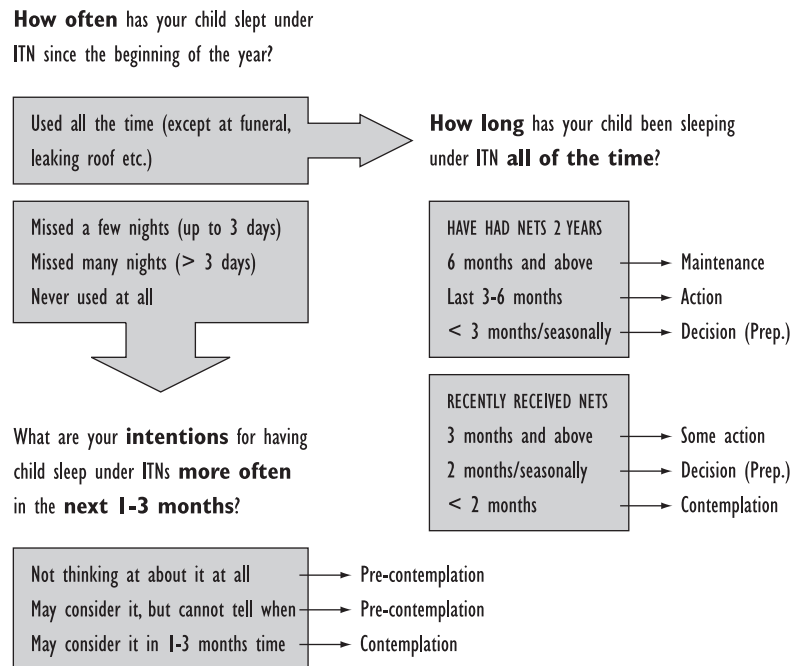 How often has your child slept under
ITN since the beginning of the year?
Used all the time (except at funeral,
leaking roof etc.)
How long has your child been sleeping
under ITN all of the time?
Missed a few nights (up to 3 days)
Missed many nights (> 3 days)
Never used at all
HAVE HAD NETS 2 YEARS
6 months and above → Maintenance
Last 3-6 months → Action
< 3 months/seasonally → Decision (Prep.)
RECENTLY RECEIVED NETS
3 months and above → Some action
2 months/seasonally → Decision (Prep.)
< 2 months → Contemplation
What are your intentions for having
child sleep under ITNs more often
in the next 1-3 months?
Not thinking at about it at all → Pre-contemplation
May consider it, but cannot tell when → Pre-contemplation
May consider it in 1-3 months time → Contemplation